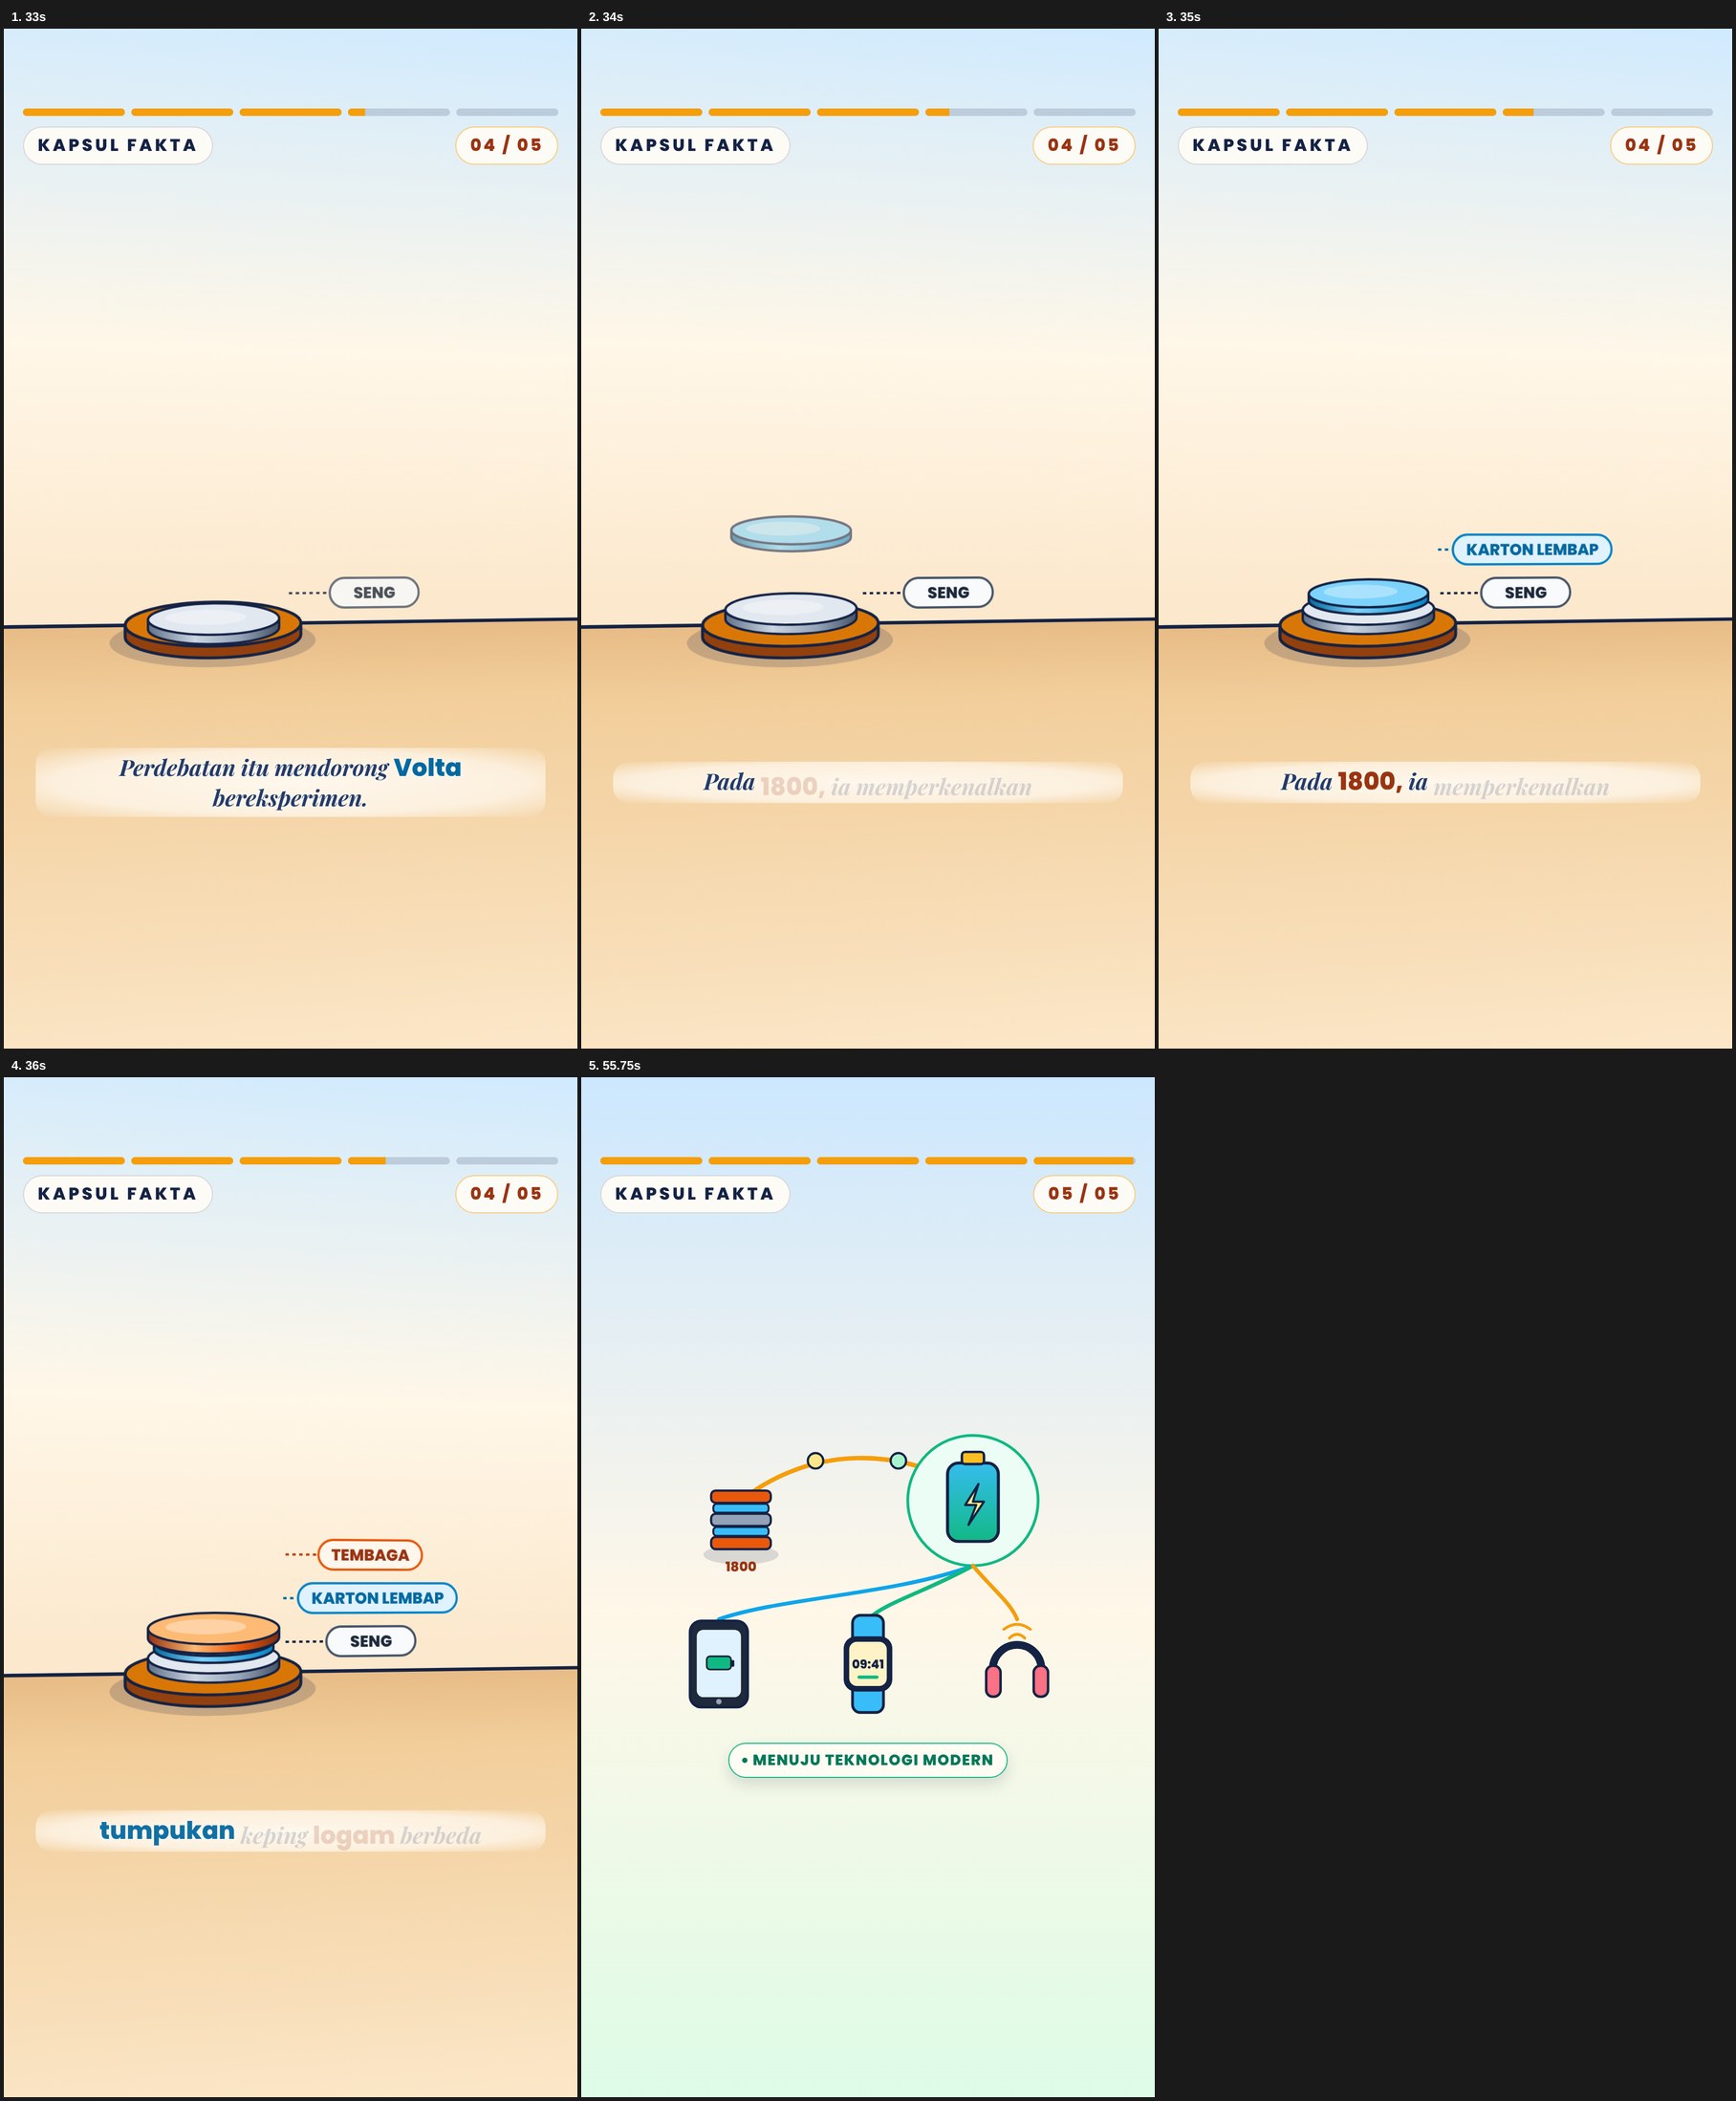 1. 33s
KAPSUL FAKTA
04 / 05
SENG
Perdebatan itu mendorong Volta
bereksperimen.
2. 34s
KAPSUL FAKTA
04 / 05
SENG
Pada 1800, ia memperkenalkan
3. 35s
KAPSUL FAKTA
04 / 05
KARTON LEMBAP
SENG
Pada 1800, ia memperkenalkan
4. 36s
KAPSUL FAKTA
04 / 05
TEMBAGA
KARTON LEMBAP
SENG
tumpukan keping logam berbeda
5. 55.75s
KAPSUL FAKTA
05 / 05
1800
09:41
• MENUJU TEKNOLOGI MODERN